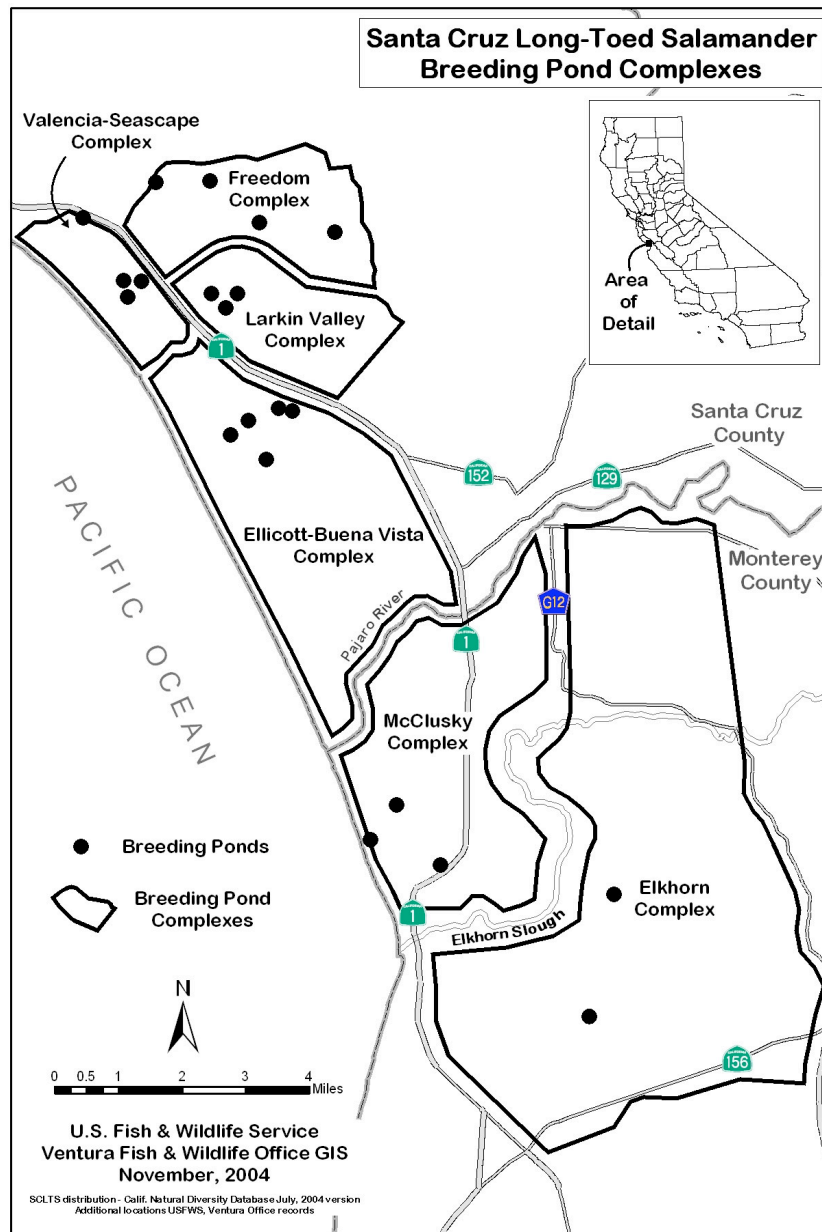 Santa Cruz Long-Toed Salamander
Breeding Pond Complexes
Valencia-Seascape
Complex
Freedom
Complex
Area
of
Detail
Larkin Valley
Complex
1
Santa Cruz
County
152
129
PACIFIC OCEAN
Ellicott-Buena Vista
Complex
Monterey
County
G12
Pajaro River
1
McClusky
Complex
Breeding Ponds
Breeding Pond
Complexes
Elkhorn
Complex
1
Elkhorn Slough
N
156
0 0.5 1 2 3 4
Miles
U.S. Fish & Wildlife Service
Ventura Fish & Wildlife Office GIS
November, 2004
SCLTS distribution - Calif. Natural Diversity Database July, 2004 version
Additional locations USFWS, Ventura Office records